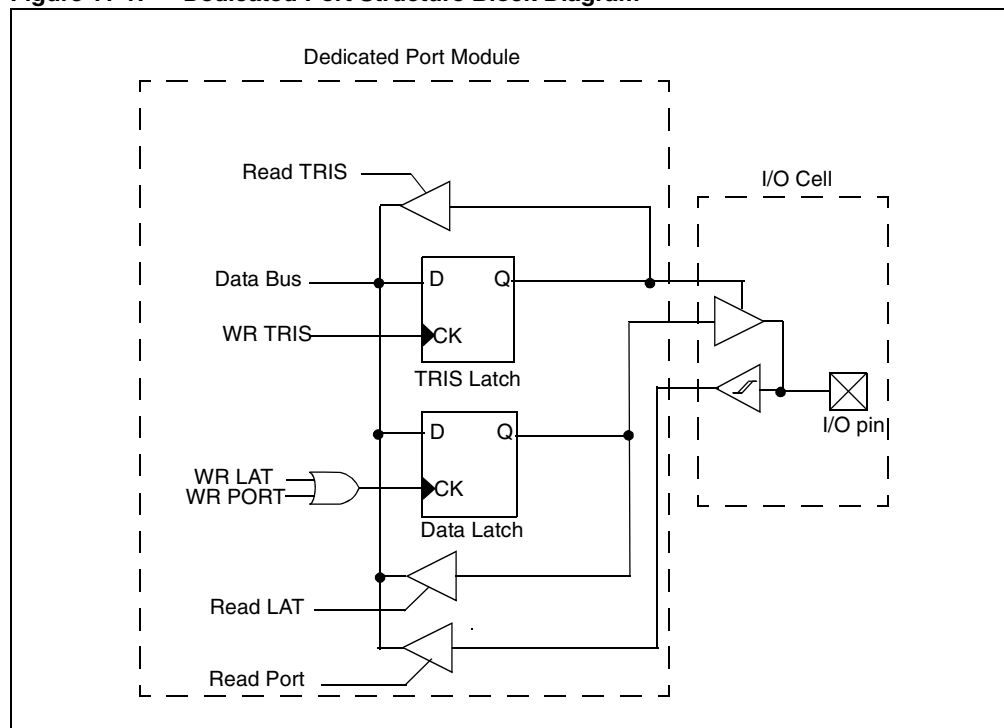 Figure 11-1: Dedicated Port Structure Block Diagram
Dedicated Port Module
Read TRIS
I/O Cell
Data Bus
D
Q
WR TRIS
CK
TRIS Latch
I/O pin
D
Q
WR LAT
WR PORT
CK
Data Latch
Read LAT
Read Port